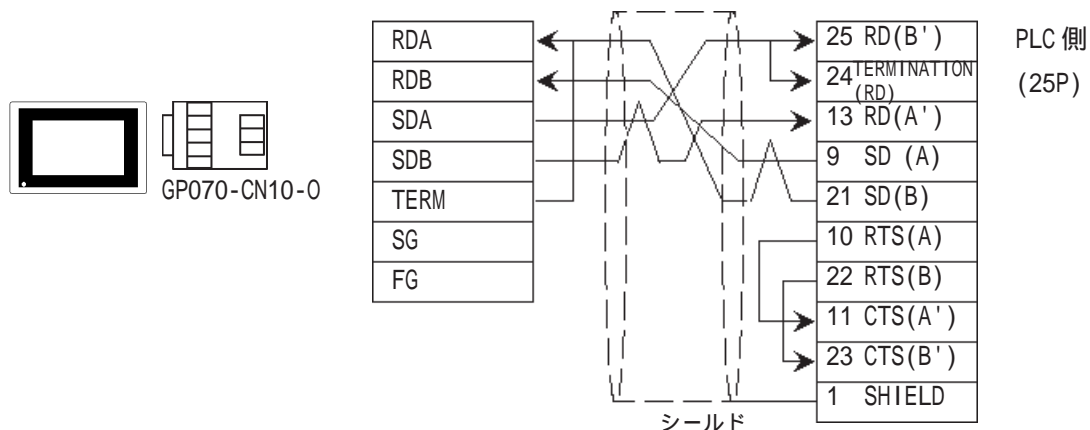 GP070-CN10-O
RDA
RDB
SDA
SDB
TERM
SG
FG
シールド
25 RD(B')
24 TERMINATION
(RD)
13 RD(A')
9 SD (A)
21 SD(B)
10 RTS(A)
22 RTS(B)
11 CTS(A')
23 CTS(B')
1 SHIELD
PLC 側
(25P)